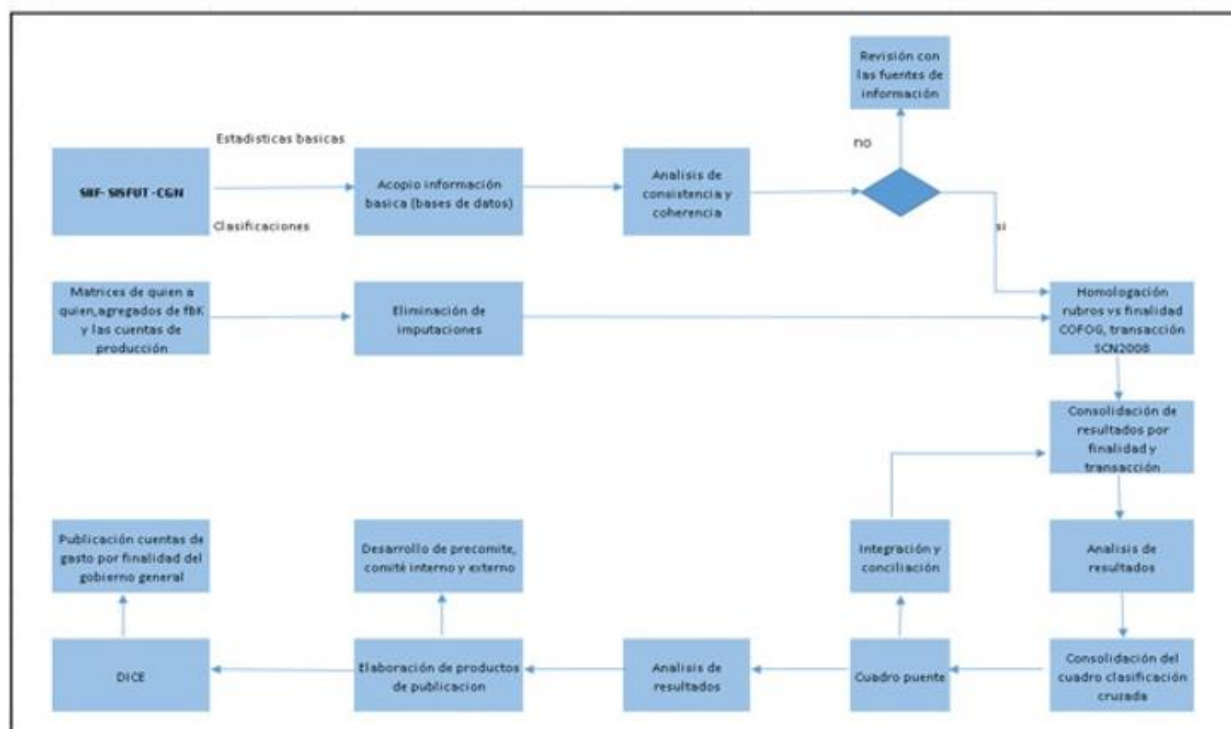 Revisión con
las fuentes de
información
Estadisticas basicas
no
SIIF- SISFUT -CGN
Acopio información
basica (bases de datos)
Analisis de
consistencia y
coherencia
Clasificaciones
si
Matrices de quien a
quien,agregados de fbK
y las cuentas de
producción
Eliminación de
imputaciones
Homologación
rubros vs finalidad
COFOG, transacción
SCN2008
Consolidación de
resultados por
finalidad y
transacción
Publicación cuentas de
gasto por finalidad del
gobierno general
Desarrollo de precomite,
comité interno y externo
Integración y
conciliación
Analisis de
resultados
DICE
Elaboración de productos
de publicacion
Analisis de
resultados
Cuadro puente
Consolidación del
cuadro clasificación
cruzada